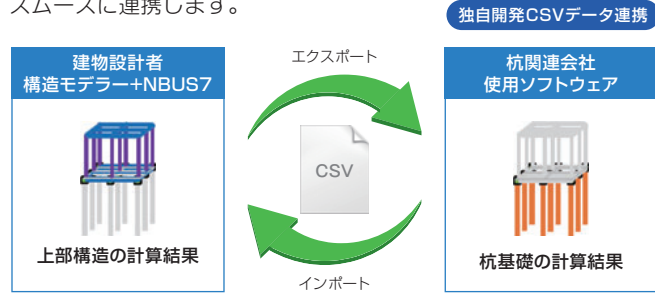 スムーズに連携します。
独自開発CSVデータ連携
建物設計者
構造モデラー+NBUS7
上部構造の計算結果
エクスポート
CSV
インポート
杭関連会社
使用ソフトウェア
杭基礎の計算結果